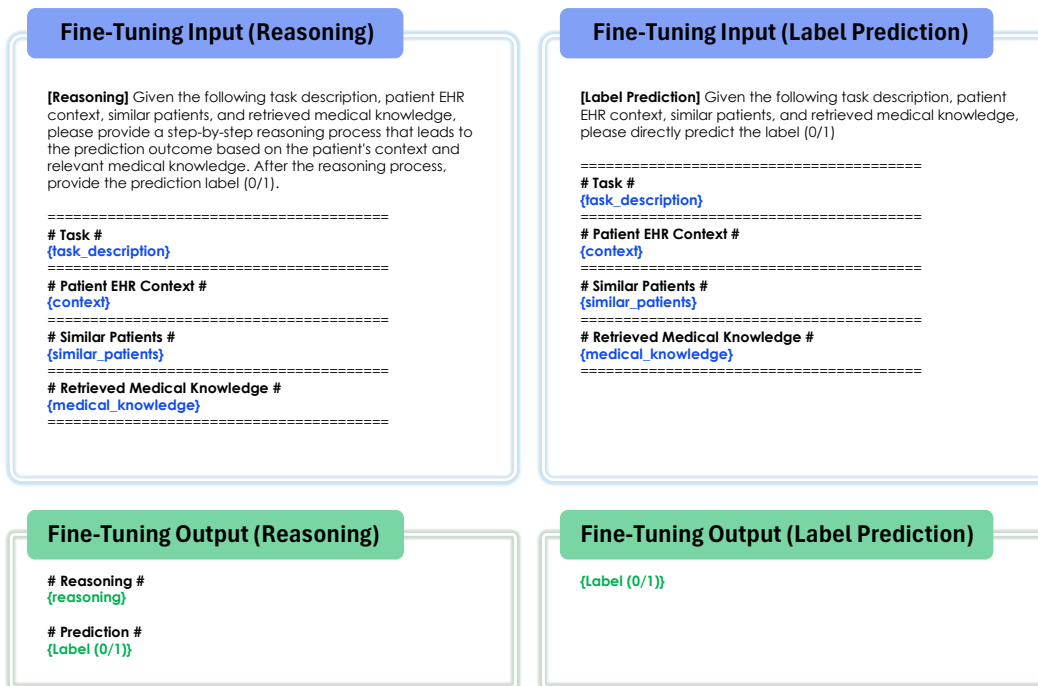 Fine-Tuning Input (Reasoning)
[Reasoning] Given the following task description, patient EHR
context, similar patients, and retrieved medical knowledge,
please provide a step-by-step reasoning process that leads to
the prediction outcome based on the patient's context and
relevant medical knowledge. After the reasoning process,
provide the prediction label (0/1).
========================================
# Task #
{task_description}
========================================
# Patient EHR Context #
{context}
========================================
# Similar Patients #
{similar_patients}
========================================
# Retrieved Medical Knowledge #
{medical_knowledge}
========================================
Fine-Tuning Input (Label Prediction)
[Label Prediction] Given the following task description, patient
EHR context, similar patients, and retrieved medical knowledge,
please directly predict the label (0/1)
========================================
# Task #
{task_description}
========================================
# Patient EHR Context #
{context}
========================================
# Similar Patients #
{similar_patients}
========================================
# Retrieved Medical Knowledge #
{medical_knowledge}
========================================
Fine-Tuning Output (Reasoning)
# Reasoning #
{reasoning}
# Prediction #
{Label (0/1)}
Fine-Tuning Output (Label Prediction)
{Label (0/1)}